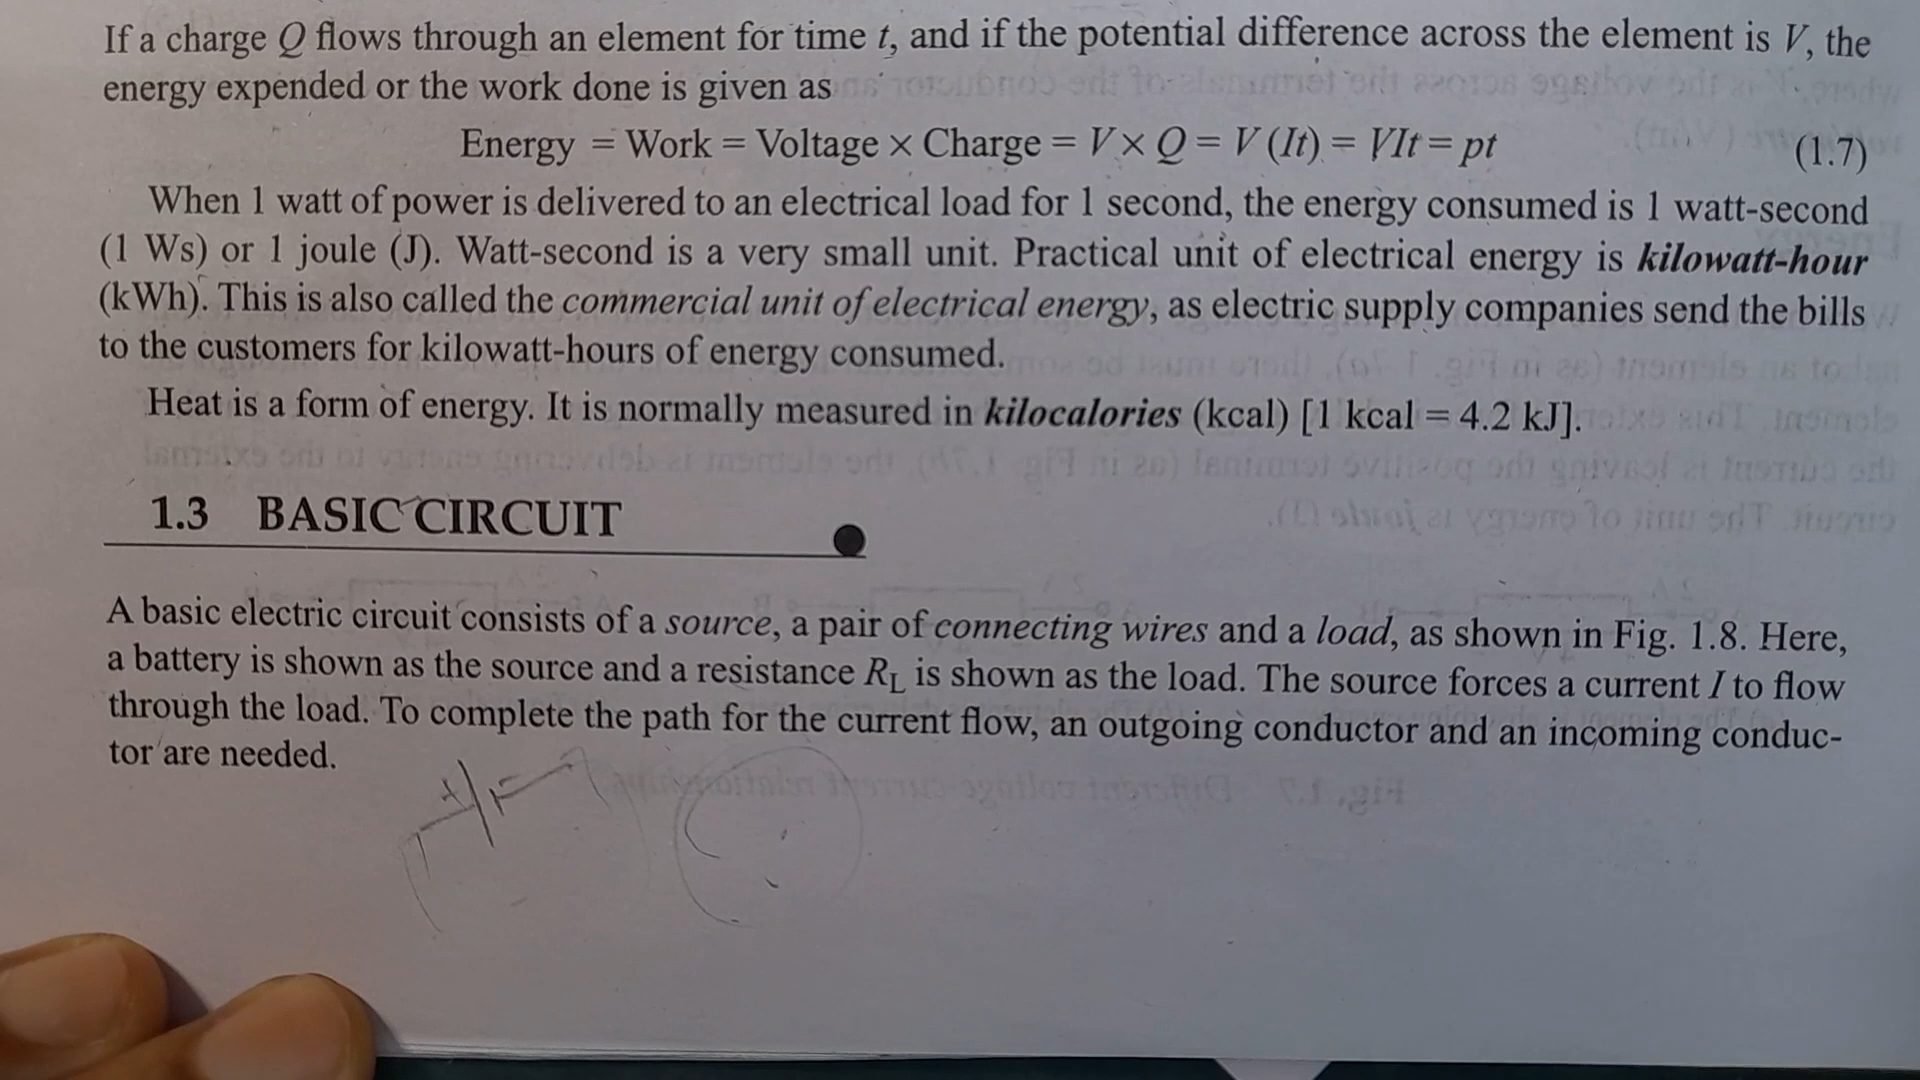 If a charge Q flows through an element for time t, and if the potential difference across the element is V, the
energy expended or the work done is given as
Energy = Work = Voltage × Charge = V × Q = V (It) = VIt = pt (1.7)
When 1 watt of power is delivered to an electrical load for 1 second, the energy consumed is 1 watt-second
(1 Ws) or 1 joule (J). Watt-second is a very small unit. Practical unit of electrical energy is kilowatt-hour
(kWh). This is also called the commercial unit of electrical energy, as electric supply companies send the bills
to the customers for kilowatt-hours of energy consumed.
Heat is a form of energy. It is normally measured in kilocalories (kcal) [1 kcal = 4.2 kJ].
1.3 BASIC CIRCUIT
A basic electric circuit consists of a source, a pair of connecting wires and a load, as shown in Fig. 1.8. Here,
a battery is shown as the source and a resistance RL is shown as the load. The source forces a current I to flow
through the load. To complete the path for the current flow, an outgoing conductor and an incoming conduc-
tor are needed.